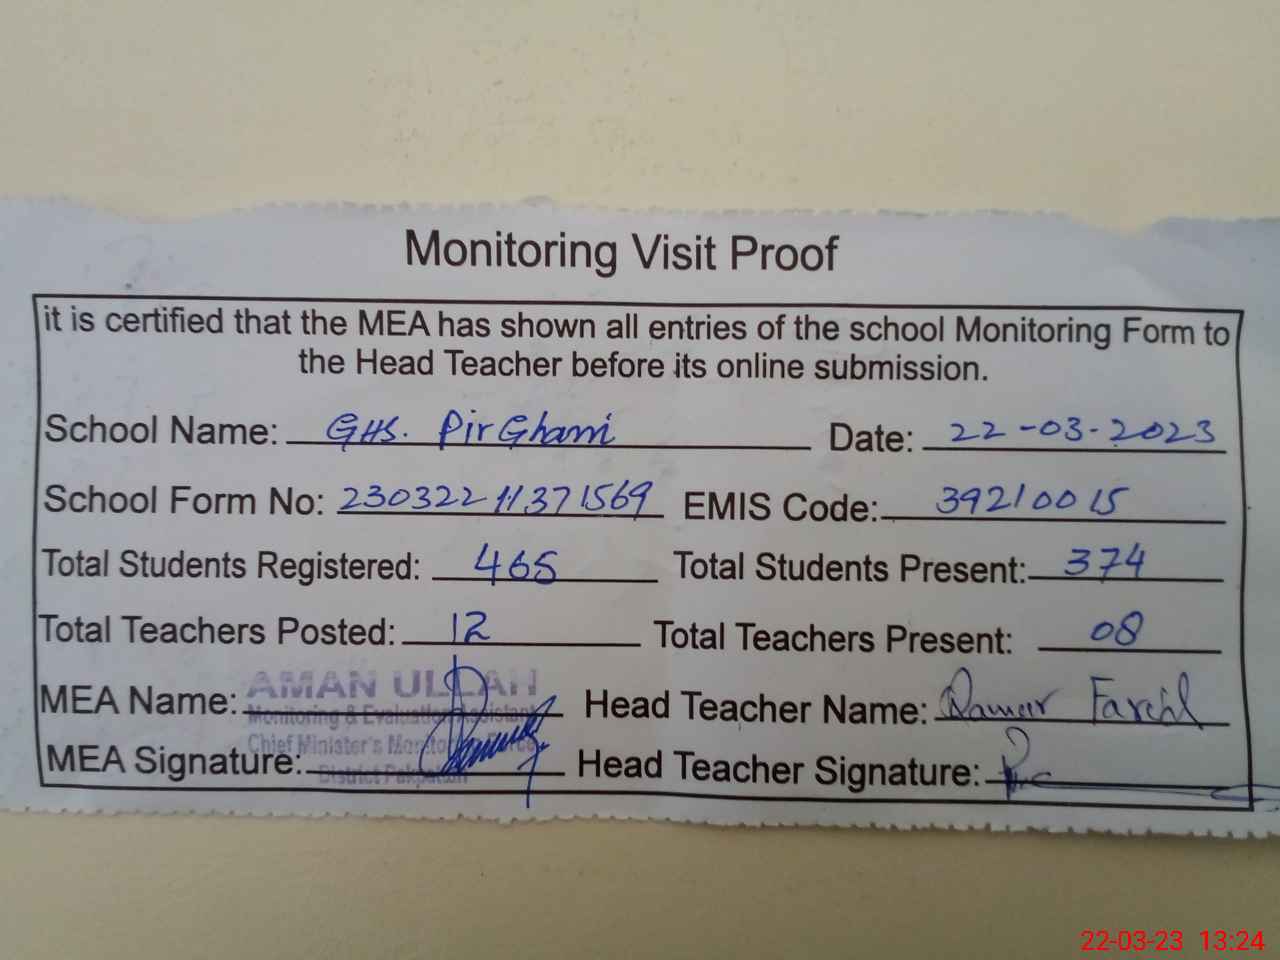 Monitoring Visit Proof
it is certified that the MEA has shown all entries of the school Monitoring Form to
the Head Teacher before its online submission.
School Name: GHS. Pir Ghani Date: 22-03-2023
School Form No: 23032211371569 EMIS Code: 39210015
Total Students Registered: 465 Total Students Present: 374
Total Teachers Posted: 12 Total Teachers Present: 08
MEA Name: AMAN ULLAH Head Teacher Name:
Monitoring & Evaluation Assistant
Chief Minister's Monitoring Force
MEA Signature: Head Teacher Signature:
District Pakpattan
22-03-23 13:24